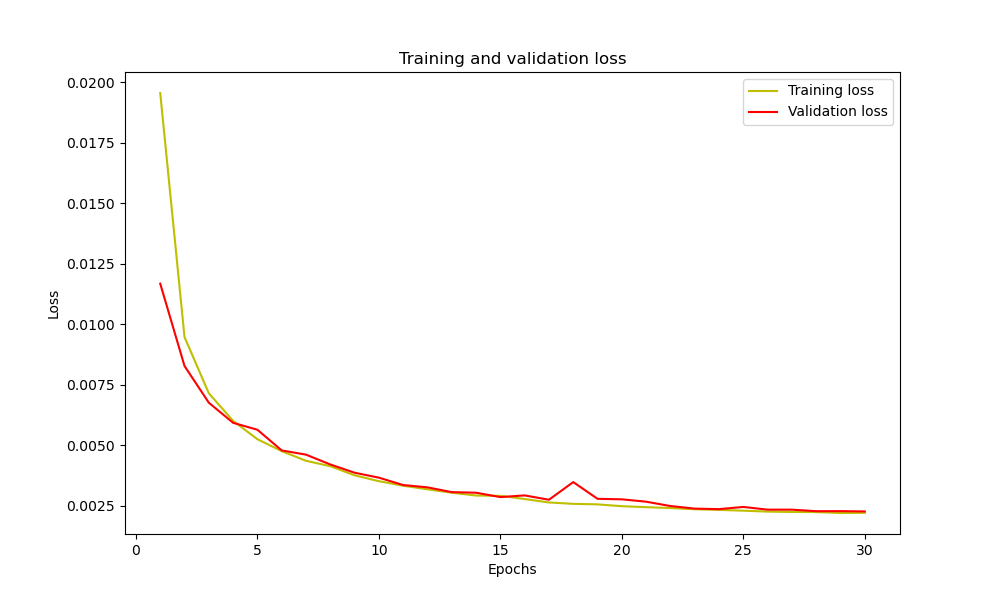 Training and validation loss
Training loss
Validation loss
0.0200
0.0175
0.0150
0.0125
0.0100
0.0075
0.0050
0.0025
Loss
0 5 10 15 20 25 30
Epochs